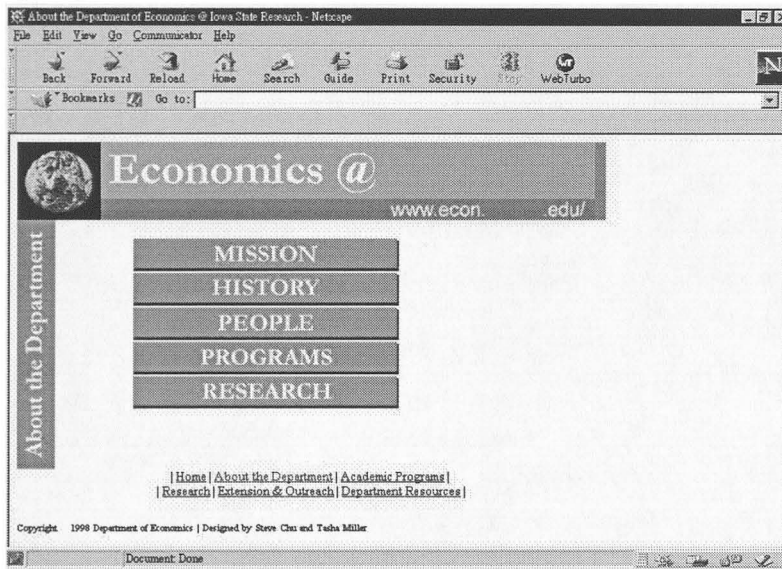 About the Department of Economics @ Iowa State Research - Netscape
File Edit View Go Communicator Help
Back Forward Reload Home Search Guide Print Security Stop WebTurbo
N
Bookmarks Go to:
Economics @
www.econ. .edu/
About the Department
MISSION
HISTORY
PEOPLE
PROGRAMS
RESEARCH
|Home|About the Department|Academic Programs|
|Research|Extension & Outreach|Department Resources|
Copyright 1998 Department of Economics | Designed by Steve Chu and Tasha Miller
Document: Done